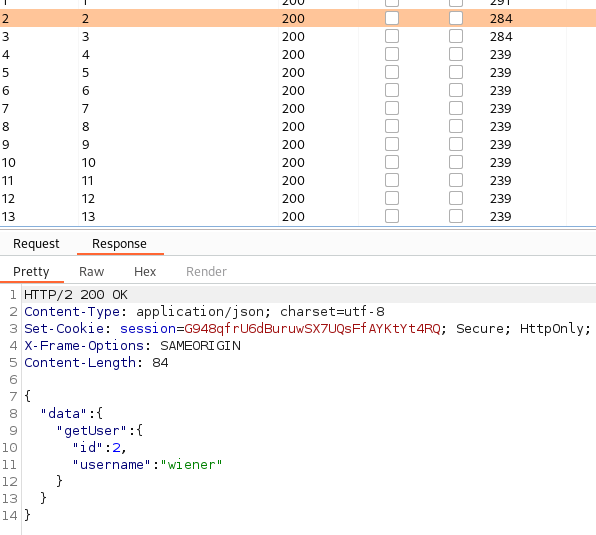 1 1 200 291
2 2 200 284
3 3 200 284
4 4 200 239
5 5 200 239
6 6 200 239
7 7 200 239
8 8 200 239
9 9 200 239
10 10 200 239
11 11 200 239
12 12 200 239
13 13 200 239
Request Response
Pretty Raw Hex Render
1 HTTP/2 200 OK
2 Content-Type: application/json; charset=utf-8
3 Set-Cookie: session=G948qfrU6dBuruwSX7UQsFfAYKtYt4RQ; Secure; HttpOnly;
4 X-Frame-Options: SAMEORIGIN
5 Content-Length: 84
6
7 {
8 "data":{
9 "getUser":{
10 "id":2,
11 "username":"wiener"
12 }
13 }
14 }